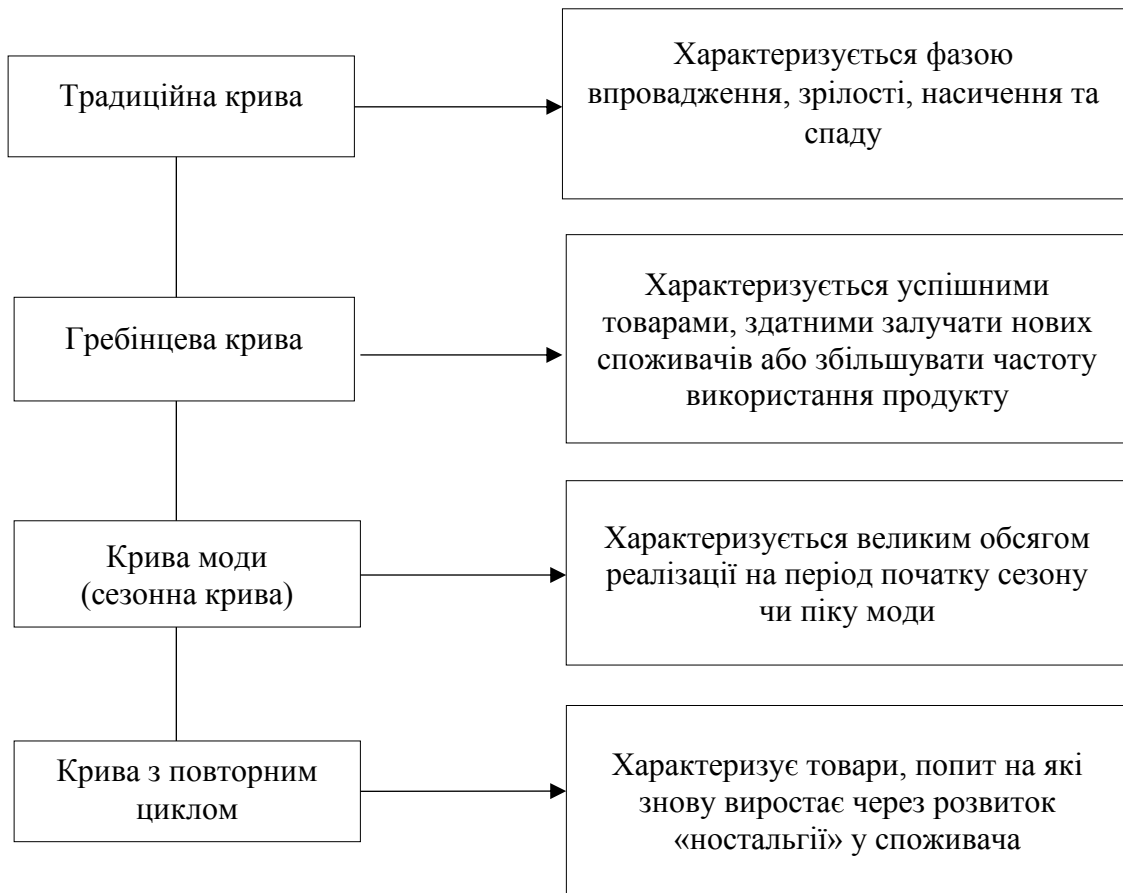 Традиційна крива
Характеризується фазою
впровадження, зрілості, насичення та
спаду
Гребінцева крива
Характеризується успішними
товарами, здатними залучати нових
споживачів або збільшувати частоту
використання продукту
Крива моди
(сезонна крива)
Характеризується великим обсягом
реалізації на період початку сезону
чи піку моди
Крива з повторним
циклом
Характеризує товари, попит на які
знову виростає через розвиток
«ностальгії» у споживача